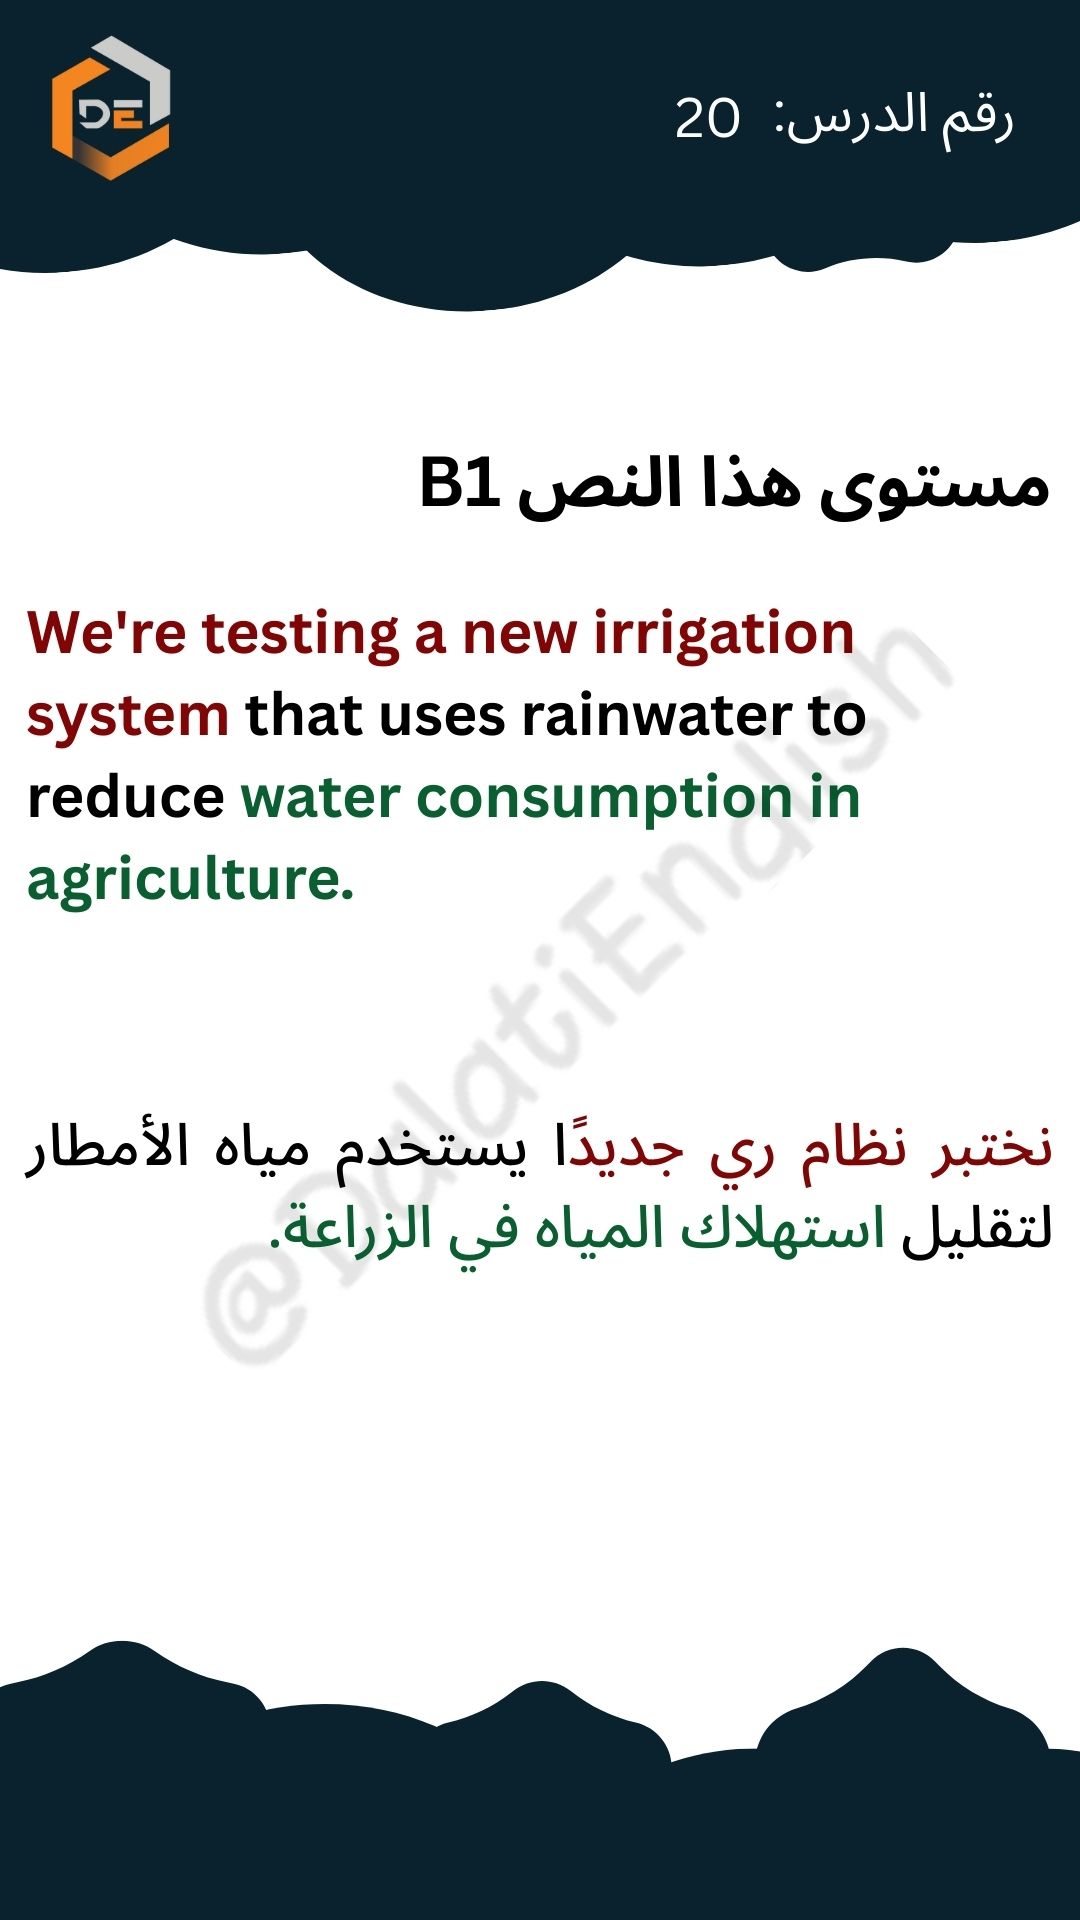 DE
رقم الدرس: 20
مستوى هذا النص B1
We're testing a new irrigation
system that uses rainwater to
reduce water consumption in
agriculture.
نختبر نظام ري جديدًا يستخدم مياه الأمطار
لتقليل استهلاك المياه في الزراعة.
@DalatiEnglish